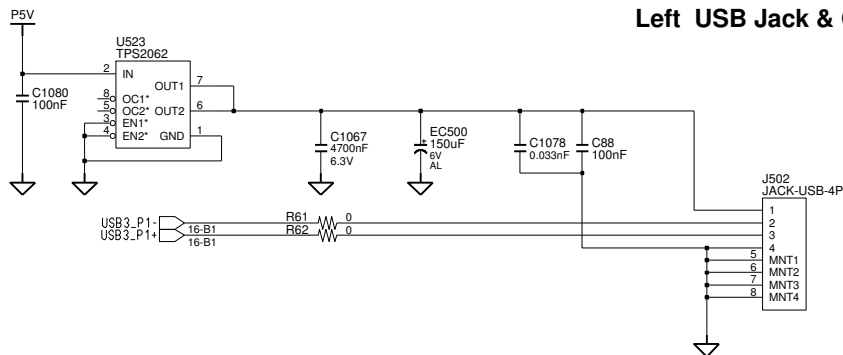 Left USB Jack &
P5V
U523
TPS2062
2 IN
OUT1 7
C1080
100nF
8 OC1*
5 OC2* OUT2 6
3 EN1*
4 EN2* GND 1
C1067
4700nF
6.3V
EC500
150uF
6V
AL
C1078
0.033nF
C88
100nF
J502
JACK-USB-4P
1
2
3
4
5 MNT1
6 MNT2
7 MNT3
8 MNT4
USB3_P1- 16-B1 R61 0
USB3_P1+ 16-B1 R62 0